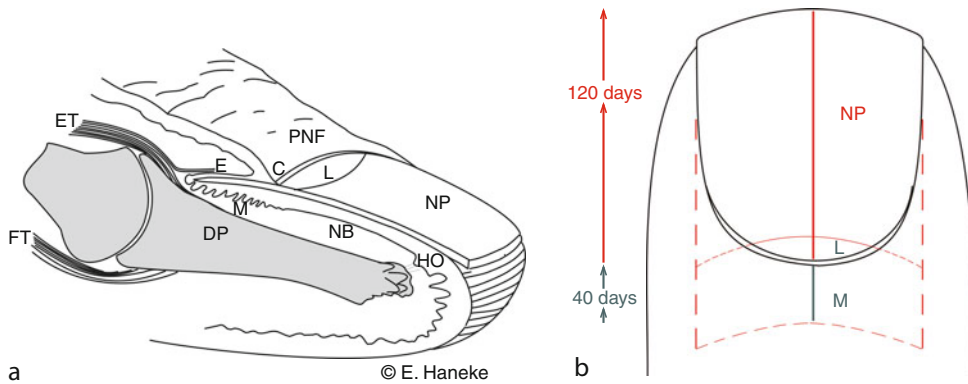 ET
PNF
E
C
L
M
NP
NB
DP
FT
HO
a
© E. Haneke
120 days
NP
L
40 days
M
b